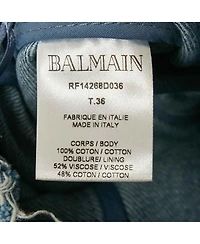 BALMAIN
RF14268D036
T.36
FABRIQUE EN ITALIE
MADE IN ITALY
CORPS / BODY
100% COTON / COTTON
DOUBLURE/ LINING
52% VISCOSE / VISCOSE
48% COTON / COTTON